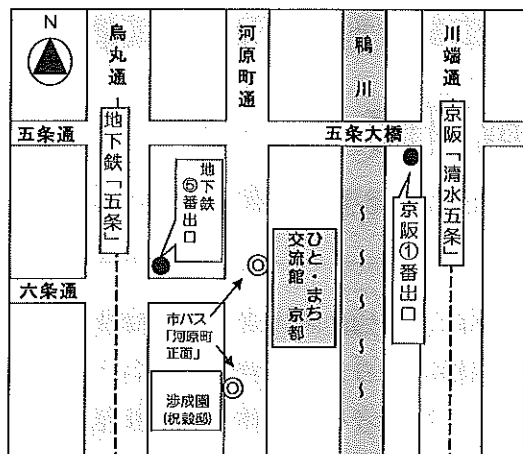 N
烏丸通
河原町通
鴨川
川端通
五条通
五条大橋
地下鉄「五条」
地下鉄
⑤番出口
京阪「清水五条」
京阪①番出口
ひと・まち
交流館 京都
六条通
市バス
「河原町
正面」
渉成園
(枳穀邸)